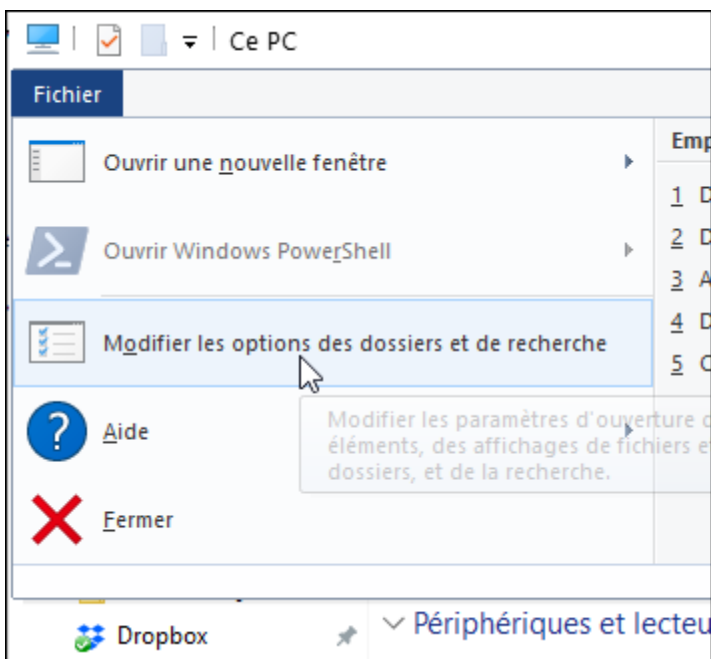 Ce PC
Fichier
Ouvrir une nouvelle fenêtre
Ouvrir Windows PowerShell
Modifier les options des dossiers et de recherche
Modifier les paramètres d'ouverture
éléments, des affichages de fichiers
dossiers, et de la recherche.
Aide
Fermer
1 D
2 D
3 A
4 D
5 C
Dropbox
Périphériques et